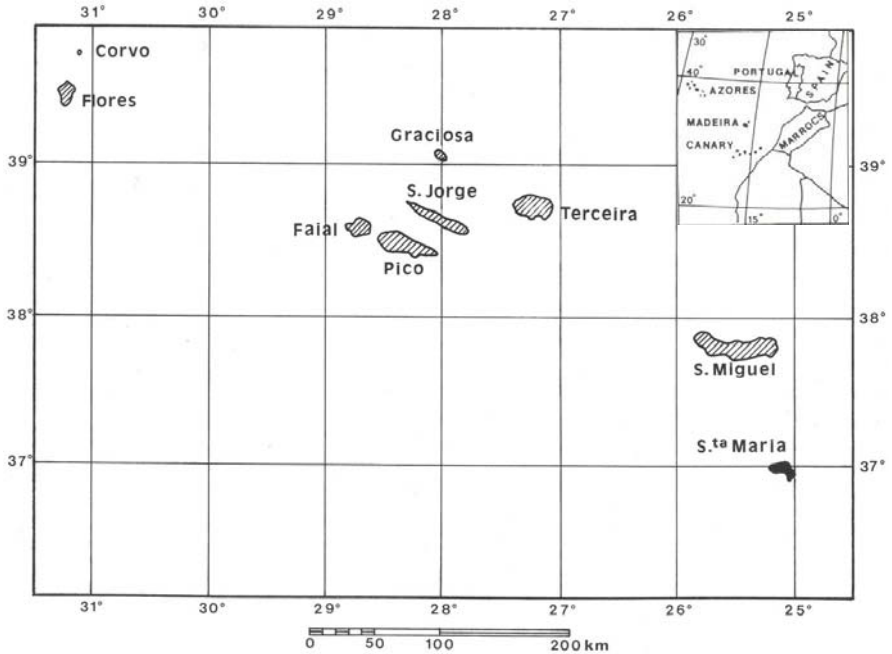 31° 30° 29° 28° 27° 26° 25°
Corvo
Flores
Graciosa
39°
S. Jorge
Faial
Terceira
Pico
38°
S. Miguel
S.ta Maria
37°
31° 30° 29° 28° 27° 26° 25°
0 50 100 200 km
30°
40°
PORTUGAL
SPAIN
AZORES
MADEIRA
MARROCS
CANARY
20°
15°
0°
39°
38°
37°